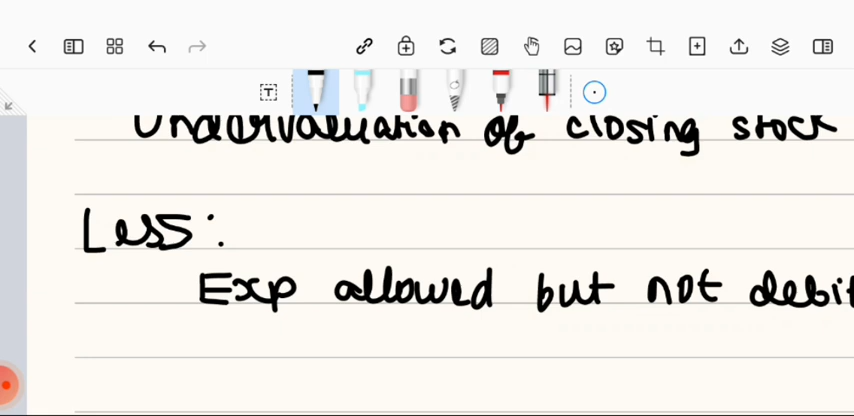 Undervaluation of closing stock
Less:
Exp allowed but not debit